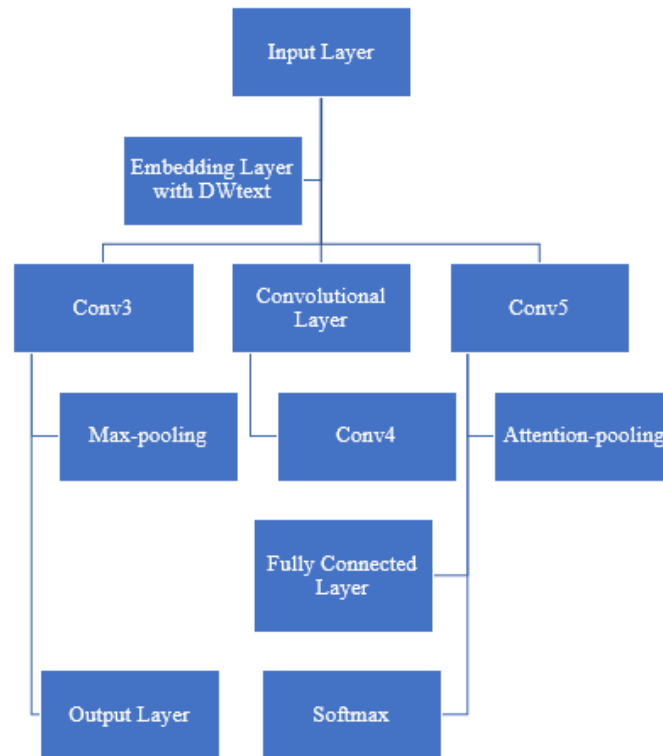 Input Layer
Embedding Layer
with DWtext
Conv3
Convolutional
Layer
Conv5
Max-pooling
Conv4
Attention-pooling
Fully Connected
Layer
Output Layer
Softmax